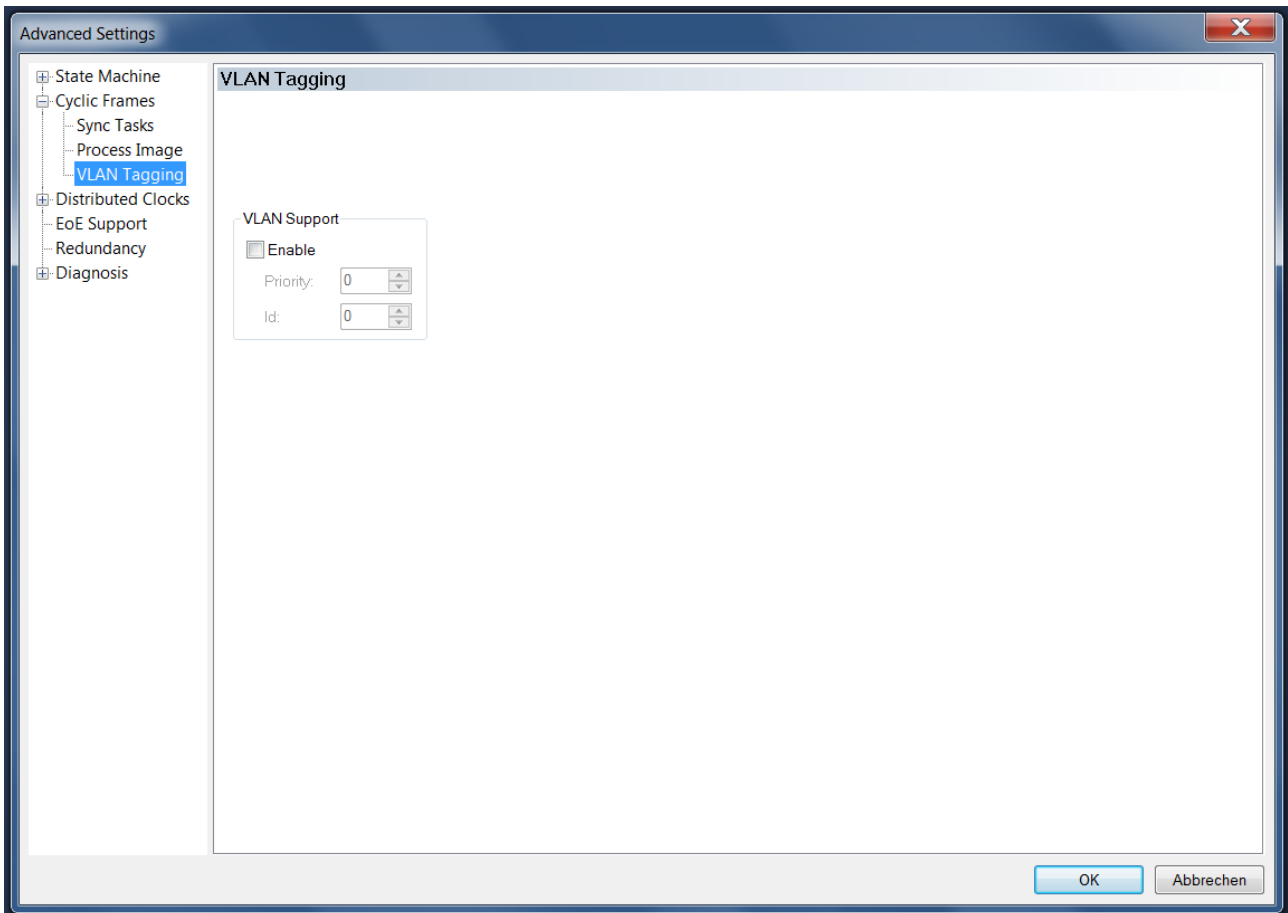 Advanced Settings
State Machine
Cyclic Frames
Sync Tasks
Process Image
VLAN Tagging
Distributed Clocks
EoE Support
Redundancy
Diagnosis
VLAN Tagging
VLAN Support
Enable
Priority: 0
Id: 0
OK Abbrechen